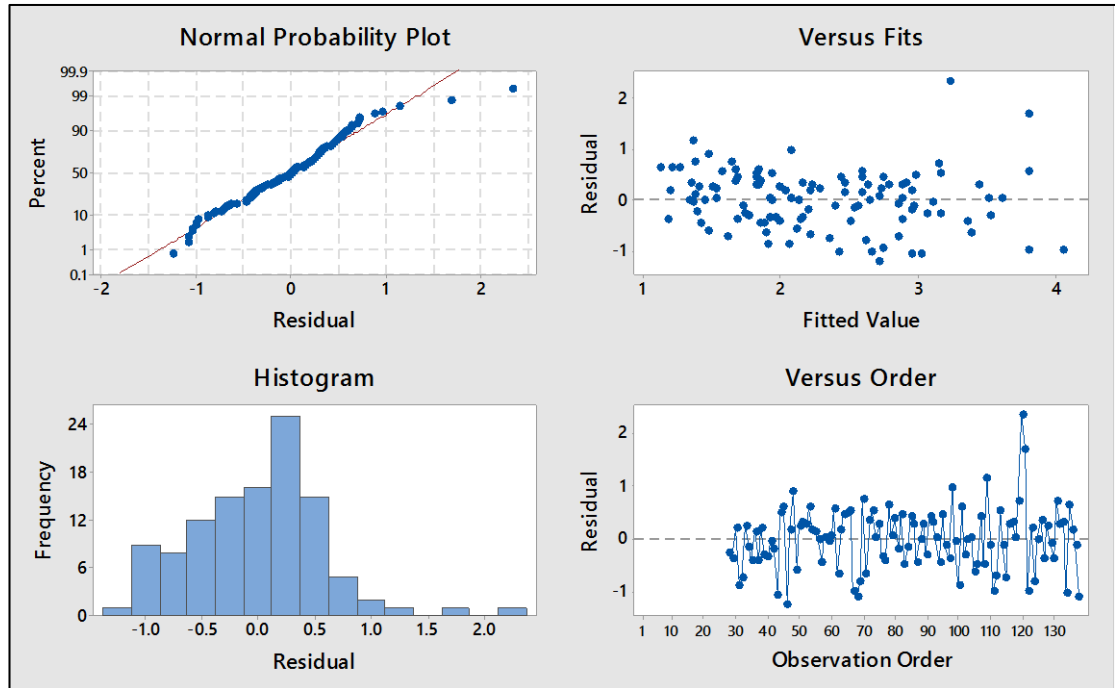 Normal Probability Plot
99.9
99
90
50
10
1
0.1
Percent
-2 -1 0 1 2
Residual
Versus Fits
2
1
0
-1
Residual
1 2 3 4
Fitted Value
Histogram
24
18
12
6
0
Frequency
-1.0 -0.5 0.0 0.5 1.0 1.5 2.0
Residual
Versus Order
2
1
0
-1
Residual
1 10 20 30 40 50 60 70 80 90 100 110 120 130
Observation Order